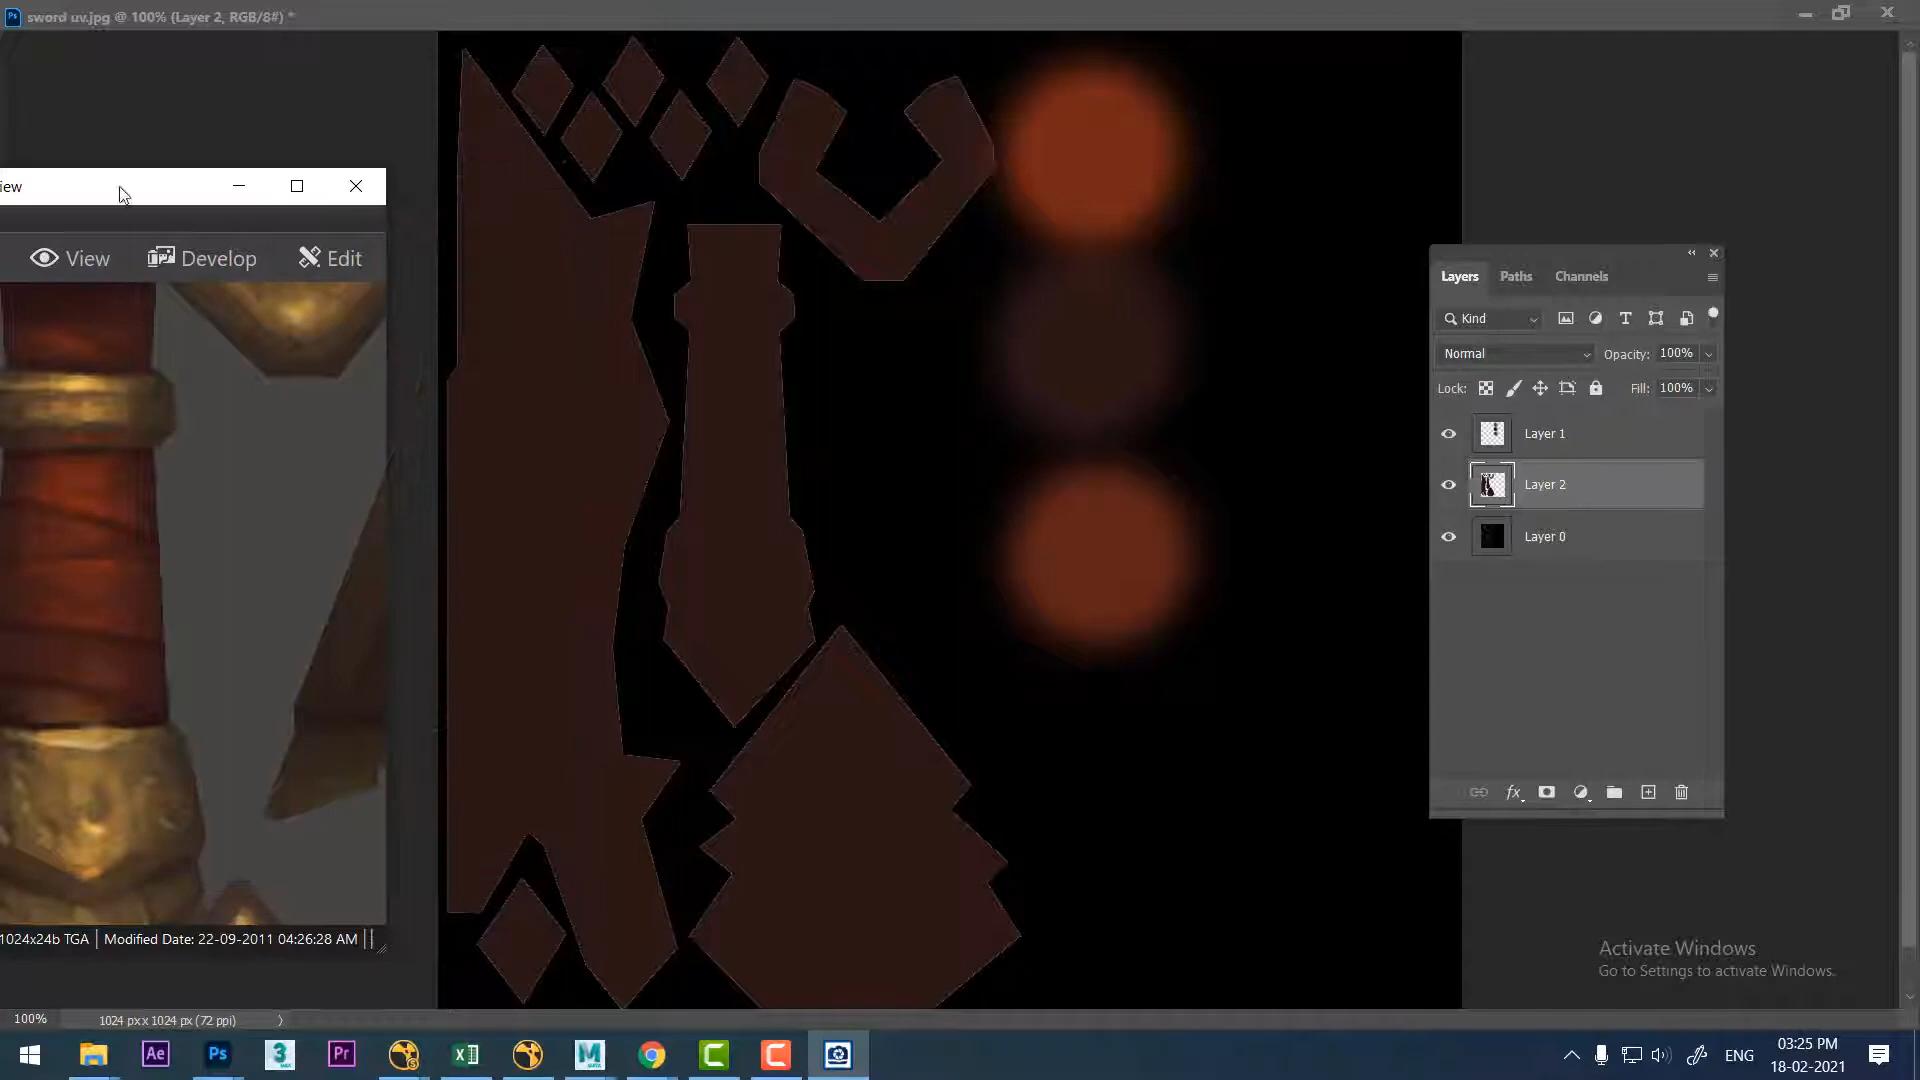 sword uv.jpg @ 100% (Layer 2, RGB/8#) *
iew
View
Develop
Edit
Layers
Paths
Channels
Kind
Normal
Opacity: 100%
Lock:
Fill: 100%
Layer 1
Layer 2
Layer 0
fx
1024x24b TGA
Modified Date: 22-09-2011 04:26:28 AM
Activate Windows
Go to Settings to activate Windows.
100%
1024 px x 1024 px (72 ppi)
Ae
Ps
3
Pr
X
M
C
C
ENG
03:25 PM
18-02-2021